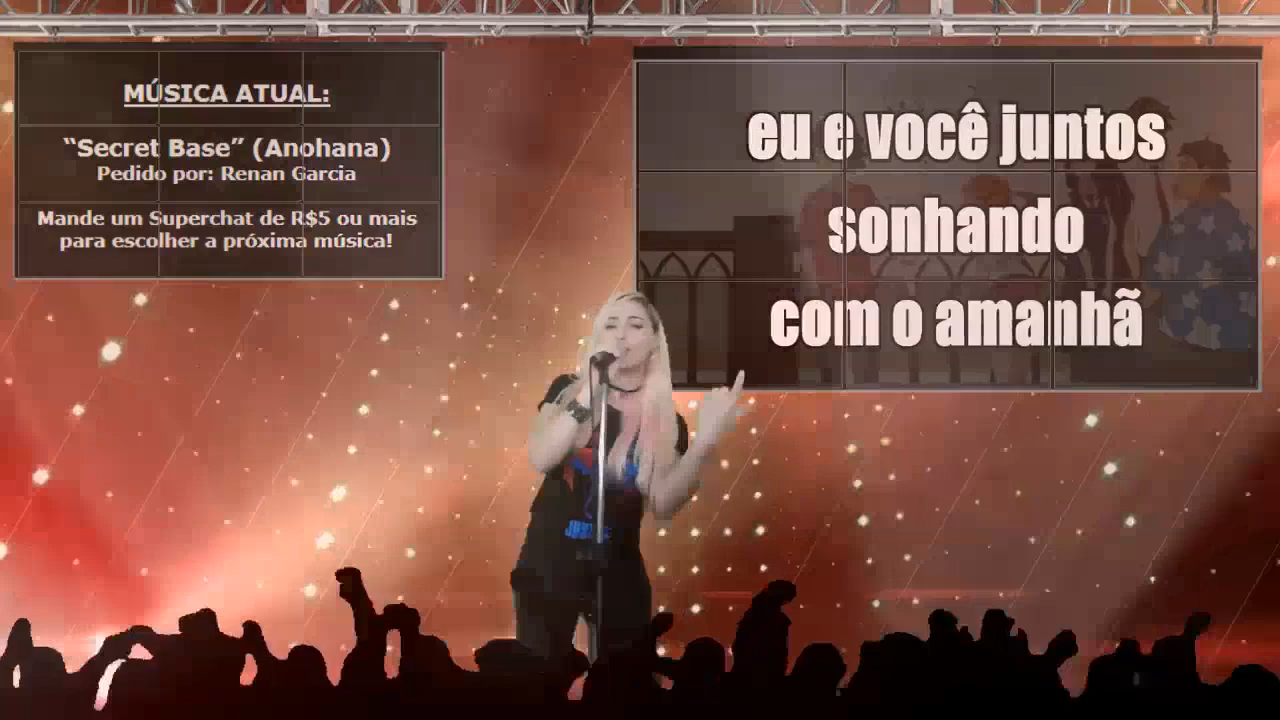 MÚSICA ATUAL:
“Secret Base” (Anohana)
Pedido por: Renan Garcia
Mande um Superchat de R$5 ou mais
para escolher a próxima música!
eu e você juntos
sonhando
com o amanhã